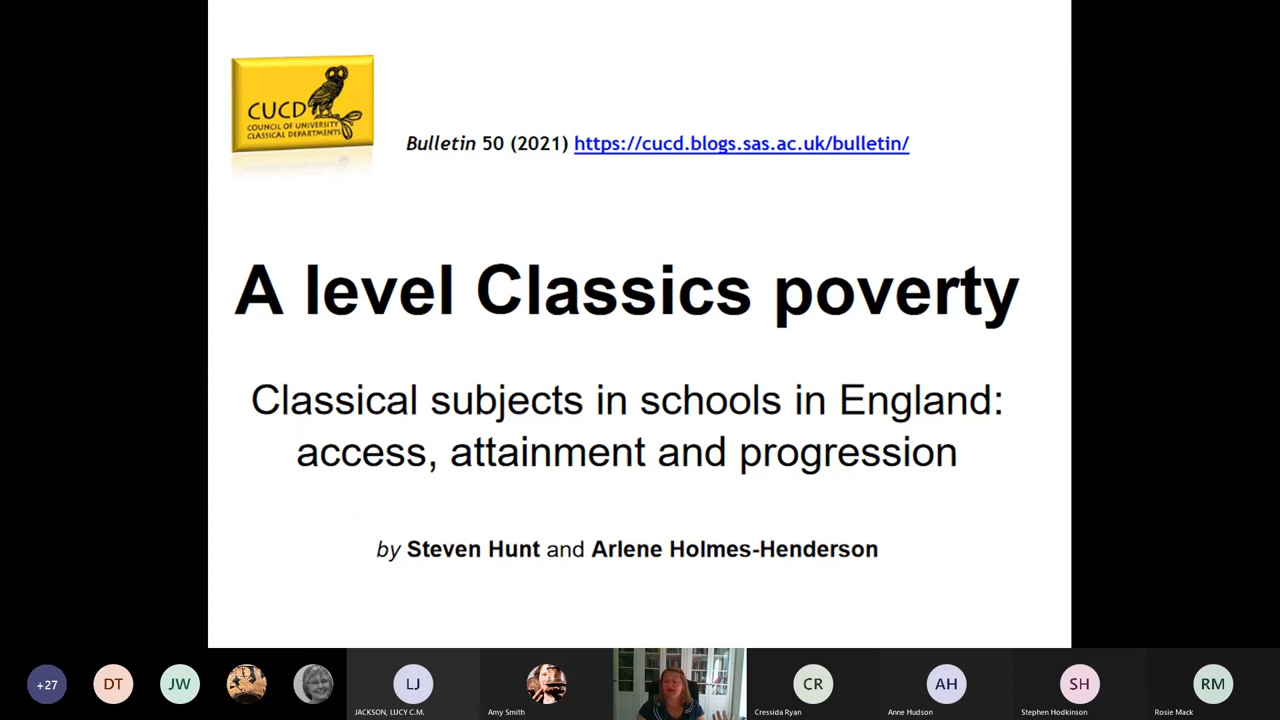 CUCD
COUNCIL OF UNIVERSITY
CLASSICAL DEPARTMENTS
Bulletin 50 (2021) https://cucd.blogs.sas.ac.uk/bulletin/
A level Classics poverty
Classical subjects in schools in England:
access, attainment and progression
by Steven Hunt and Arlene Holmes-Henderson
+27
DT
JW
LJ
CR
AH
SH
RM
JACKSON, LUCY C.M.
Amy Smith
Cressida Ryan
Anne Hudson
Stephen Hodkinson
Rosie Mack